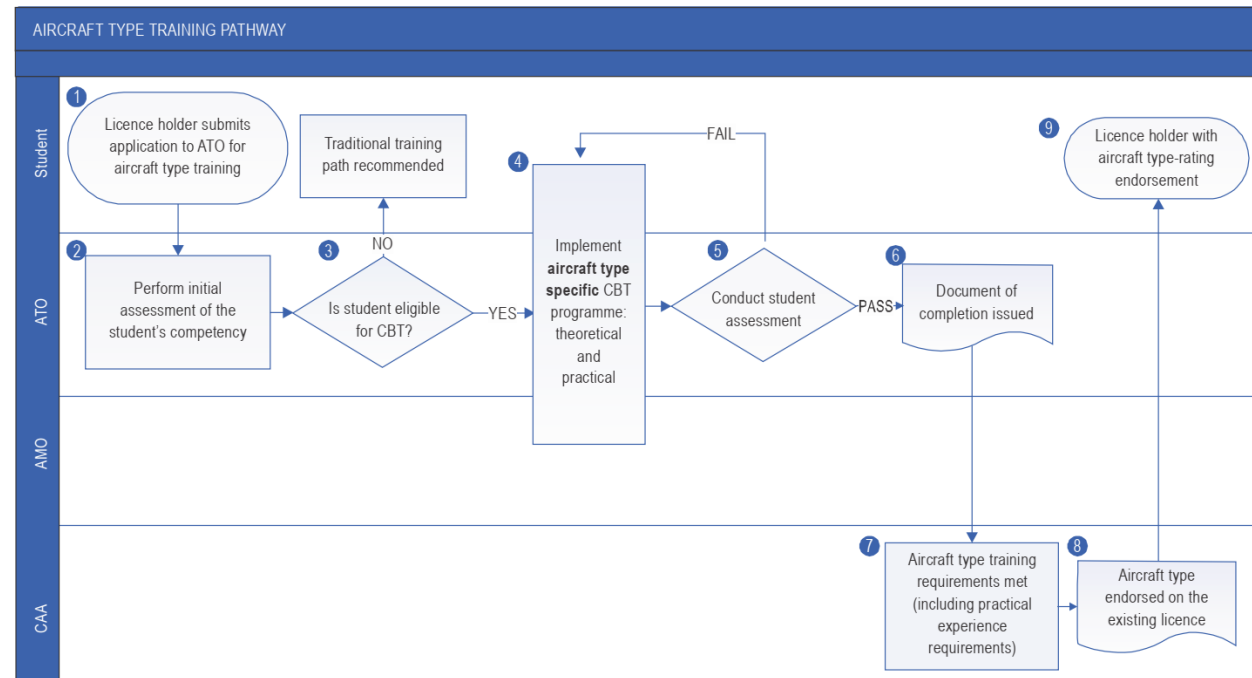 AIRCRAFT TYPE TRAINING PATHWAY
Student
1
Licence holder submits
application to ATO for
aircraft type training
Traditional training
path recommended
FAIL
9
Licence holder with
aircraft type-rating
endorsement
ATO
2
Perform initial
assessment of the
student's competency
3
NO
Is student eligible
for CBT?
YES
4
Implement
aircraft type
specific CBT
programme:
theoretical
and
practical
5
Conduct student
assessment
PASS
6
Document of
completion issued
AMO
CAA
7
Aircraft type training
requirements met
(including practical
experience
requirements)
8
Aircraft type
endorsed on the
existing licence